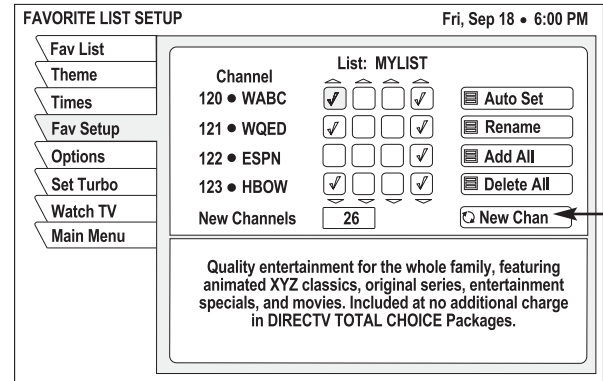 FAVORITE LIST SETUP
Fri, Sep 18 • 6:00 PM
Fav List
Theme
Times
Fav Setup
Options
Set Turbo
Watch TV
Main Menu
List: MYLIST
Channel
120 • WABC
Auto Set
121 • WQED
Rename
122 • ESPN
Add All
123 • HBOW
Delete All
New Channels
26
New Chan
Quality entertainment for the whole family, featuring
animated XYZ classics, original series, entertainment
specials, and movies. Included at no additional charge
in DIRECTV TOTAL CHOICE Packages.